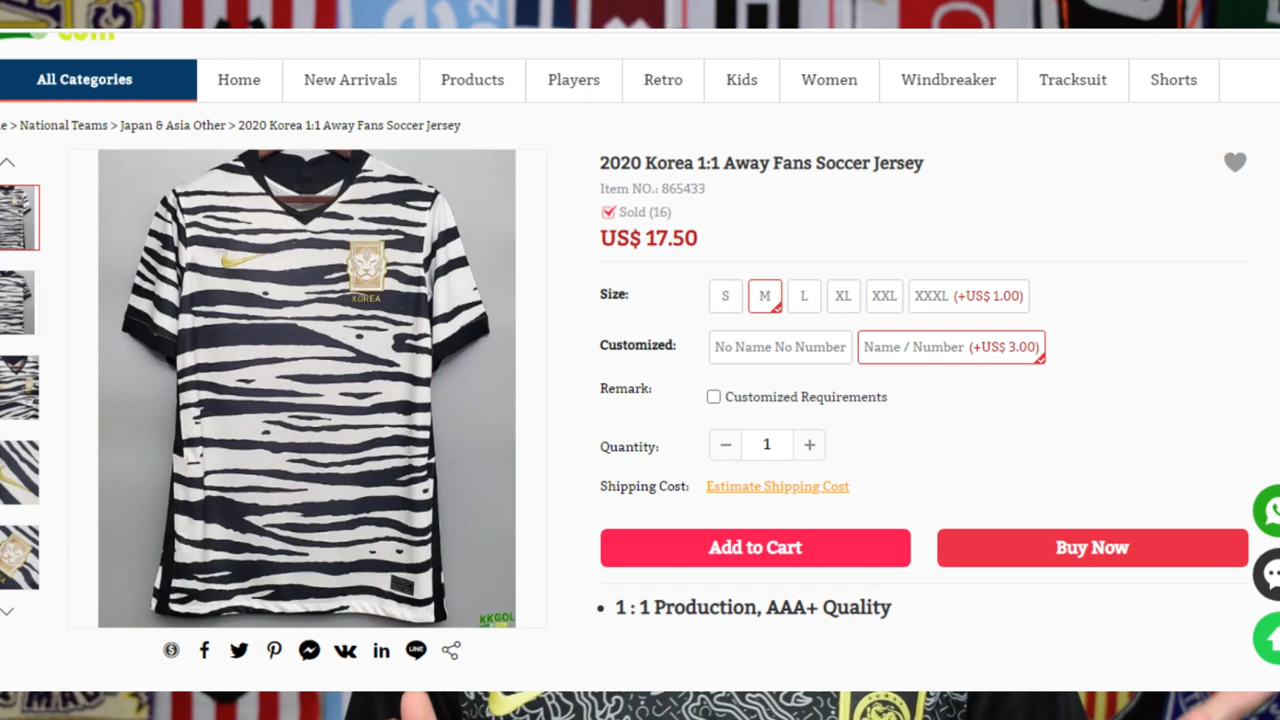 com
All Categories
Home
New Arrivals
Products
Players
Retro
Kids
Women
Windbreaker
Tracksuit
Shorts
e > National Teams > Japan & Asia Other > 2020 Korea 1:1 Away Fans Soccer Jersey
2020 Korea 1:1 Away Fans Soccer Jersey
Item NO.: 865433
Sold (16)
US$ 17.50
Size:
S
M
L
XL
XXL
XXXL (+US$ 1.00)
Customized:
No Name No Number
Name / Number (+US$ 3.00)
Remark:
Customized Requirements
Quantity:
1
Shipping Cost: Estimate Shipping Cost
Add to Cart
Buy Now
1 : 1 Production, AAA+ Quality
KOREA
KKGOL
LINE